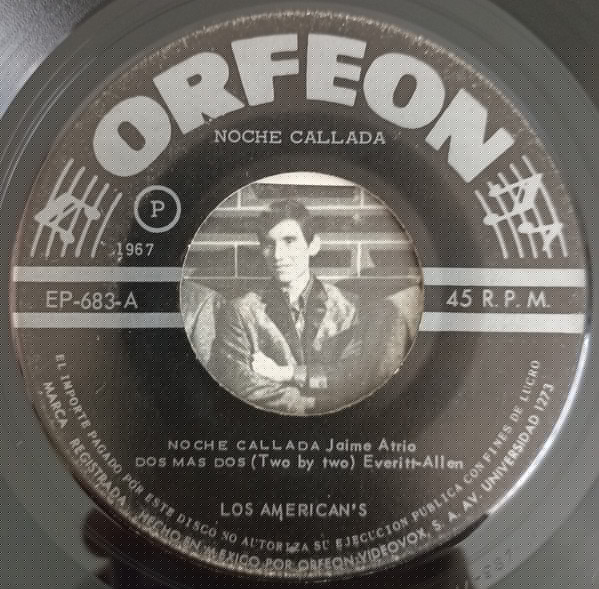 ORFEON
NOCHE CALLADA
P
1967
EP-683-A
45 R.P.M.
NOCHE CALLADA Jaime Atrio
DOS MAS DOS (Two by two) Everitt-Allen
LOS AMERICAN'S
EL IMPORTE PAGADO POR ESTE DISCO NO AUTORIZA SU EJECUCION PUBLICA CON FINES DE LUCRO
MARCA REGISTRADA. HECHO EN MEXICO POR ORFEON-VIDEOVOX, S. A. AV. UNIVERSIDAD 1273